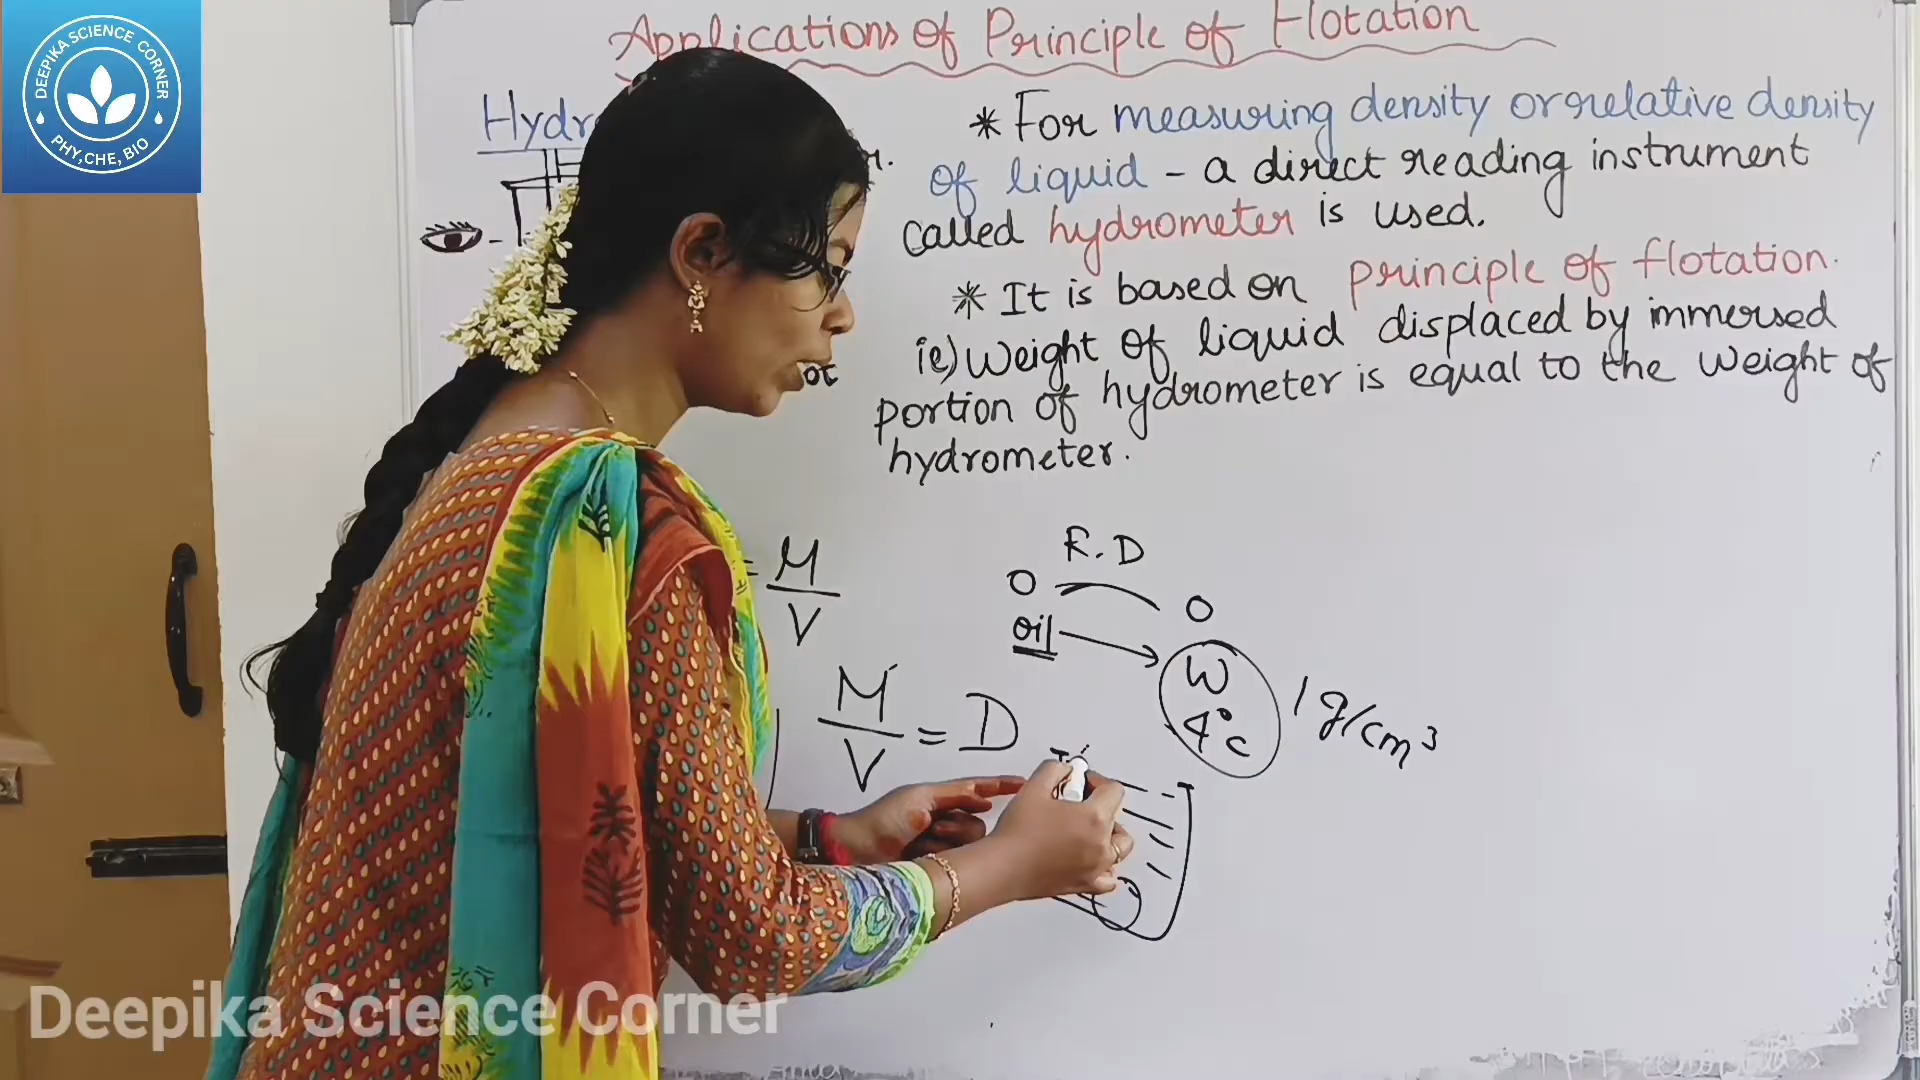 DEEPIKA SCIENCE CORNER
PHY,CHE, BIO
Applications of Principle of Flotation
* For measuring density or relative density
of liquid - a direct reading instrument
called hydrometer is used.
* It is based on principle of flotation.
ie) Weight of liquid displaced by immersed
portion of hydrometer is equal to the weight of
hydrometer.
= M
V
M
V
= D
R.D
O
O
oil
W
4°C
1 g/cm³
Deepika Science Corner